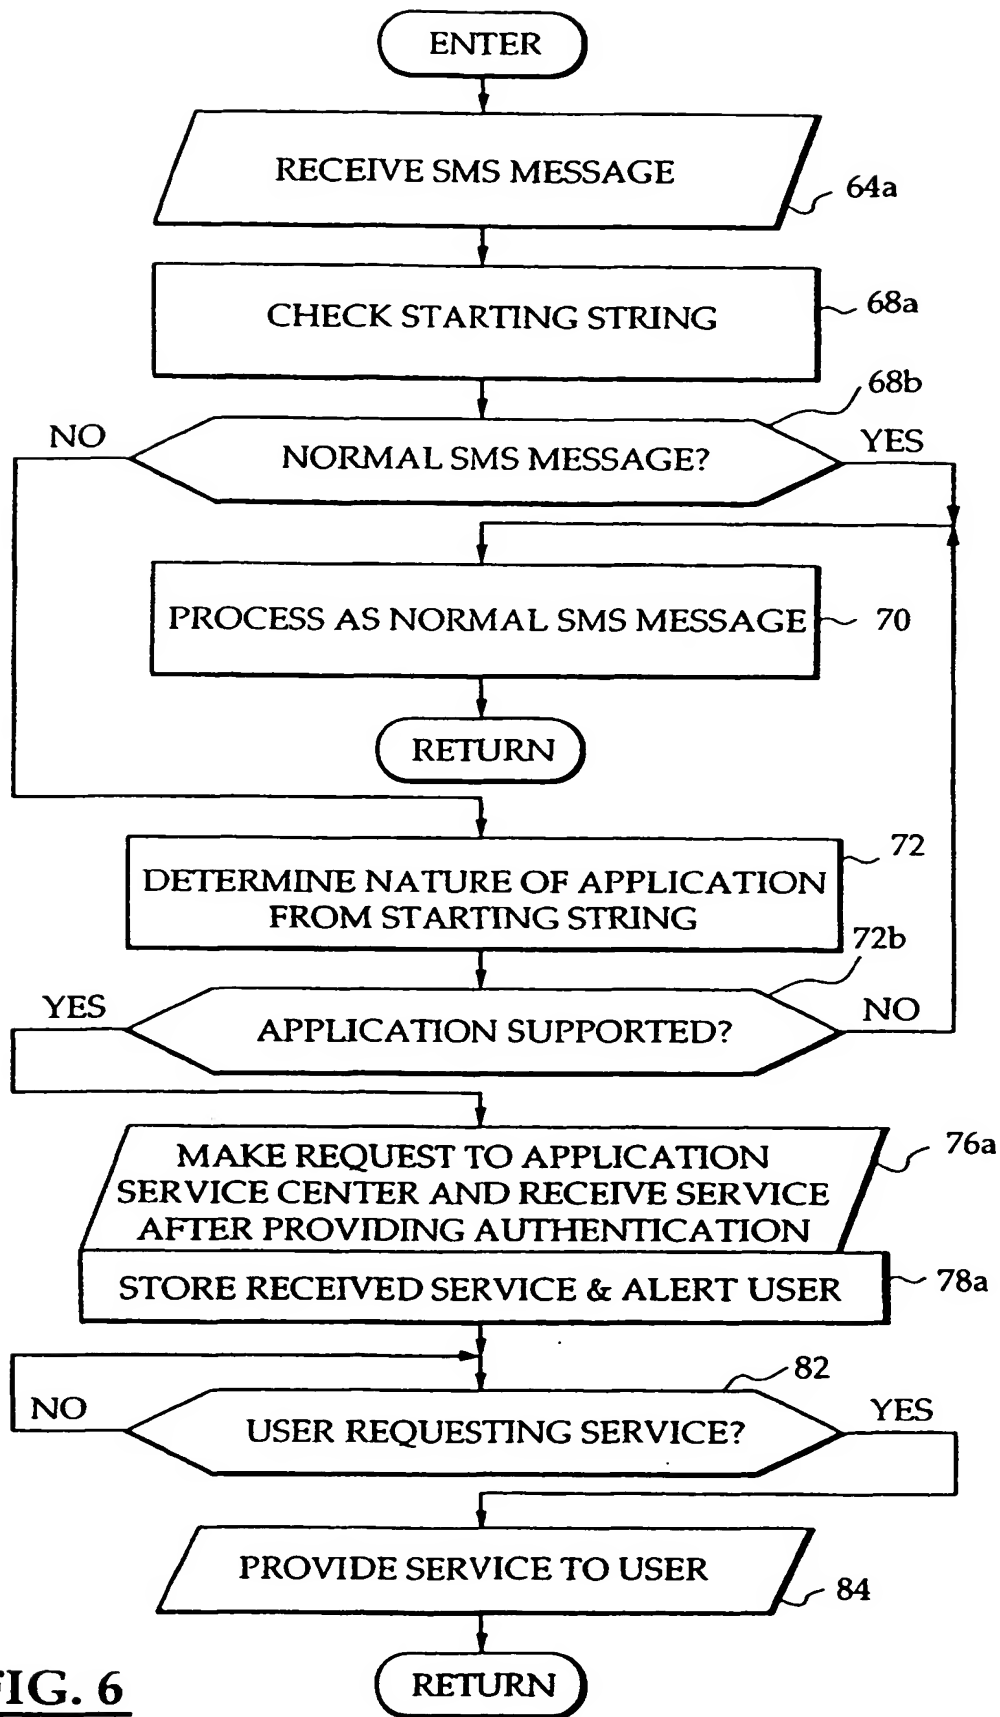 ENTER
RECEIVE SMS MESSAGE
64a
CHECK STARTING STRING
68a
68b
NO
NORMAL SMS MESSAGE?
YES
PROCESS AS NORMAL SMS MESSAGE
70
RETURN
72
DETERMINE NATURE OF APPLICATION
FROM STARTING STRING
72b
YES
APPLICATION SUPPORTED?
NO
MAKE REQUEST TO APPLICATION
SERVICE CENTER AND RECEIVE SERVICE
AFTER PROVIDING AUTHENTICATION
76a
STORE RECEIVED SERVICE & ALERT USER
78a
82
NO
USER REQUESTING SERVICE?
YES
PROVIDE SERVICE TO USER
84
RETURN
FIG. 6